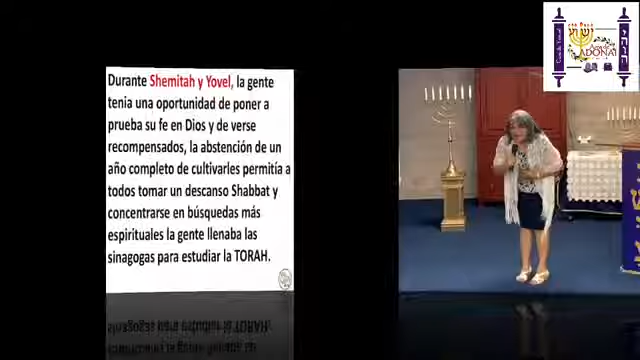 Durante Shemitah y Yovel, la gente
tenia una oportunidad de poner a
prueba su fe en Dios y de verse
recompensados, la abstención de un
año completo de cultivarles permitía a
todos tomar un descanso Shabbat y
concentrarse en búsquedas más
espirituales la gente llenaba las
sinagogas para estudiar la TORAH.
ADONAI